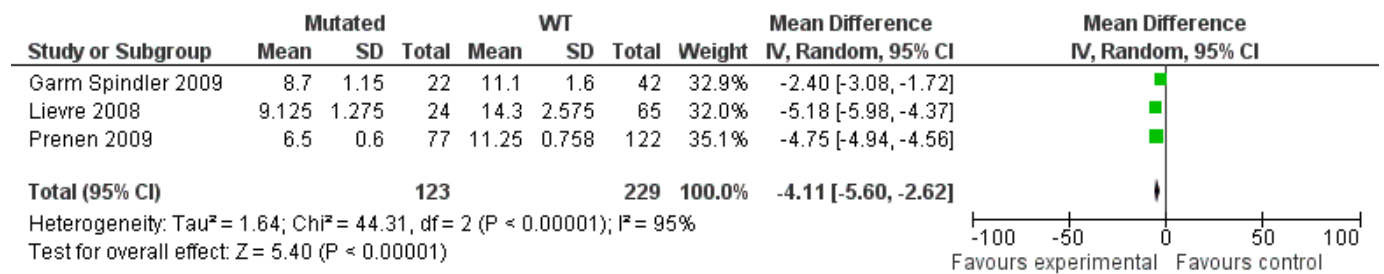 Mutated WT Mean Difference Mean Difference
Study or Subgroup Mean SD Total Mean SD Total Weight IV, Random, 95% CI IV, Random, 95% CI
Garm Spindler 2009 8.7 1.15 22 11.1 1.6 42 32.9% -2.40 [-3.08, -1.72]
Lievre 2008 9.125 1.275 24 14.3 2.575 65 32.0% -5.18 [-5.98, -4.37]
Prenen 2009 6.5 0.6 77 11.25 0.758 122 35.1% -4.75 [-4.94, -4.56]
Total (95% CI) 123 229 100.0% -4.11 [-5.60, -2.62]
Heterogeneity: Tau² = 1.64; Chi² = 44.31, df = 2 (P < 0.00001); I² = 95%
Test for overall effect: Z = 5.40 (P < 0.00001)
-100 -50 0 50 100
Favours experimental Favours control